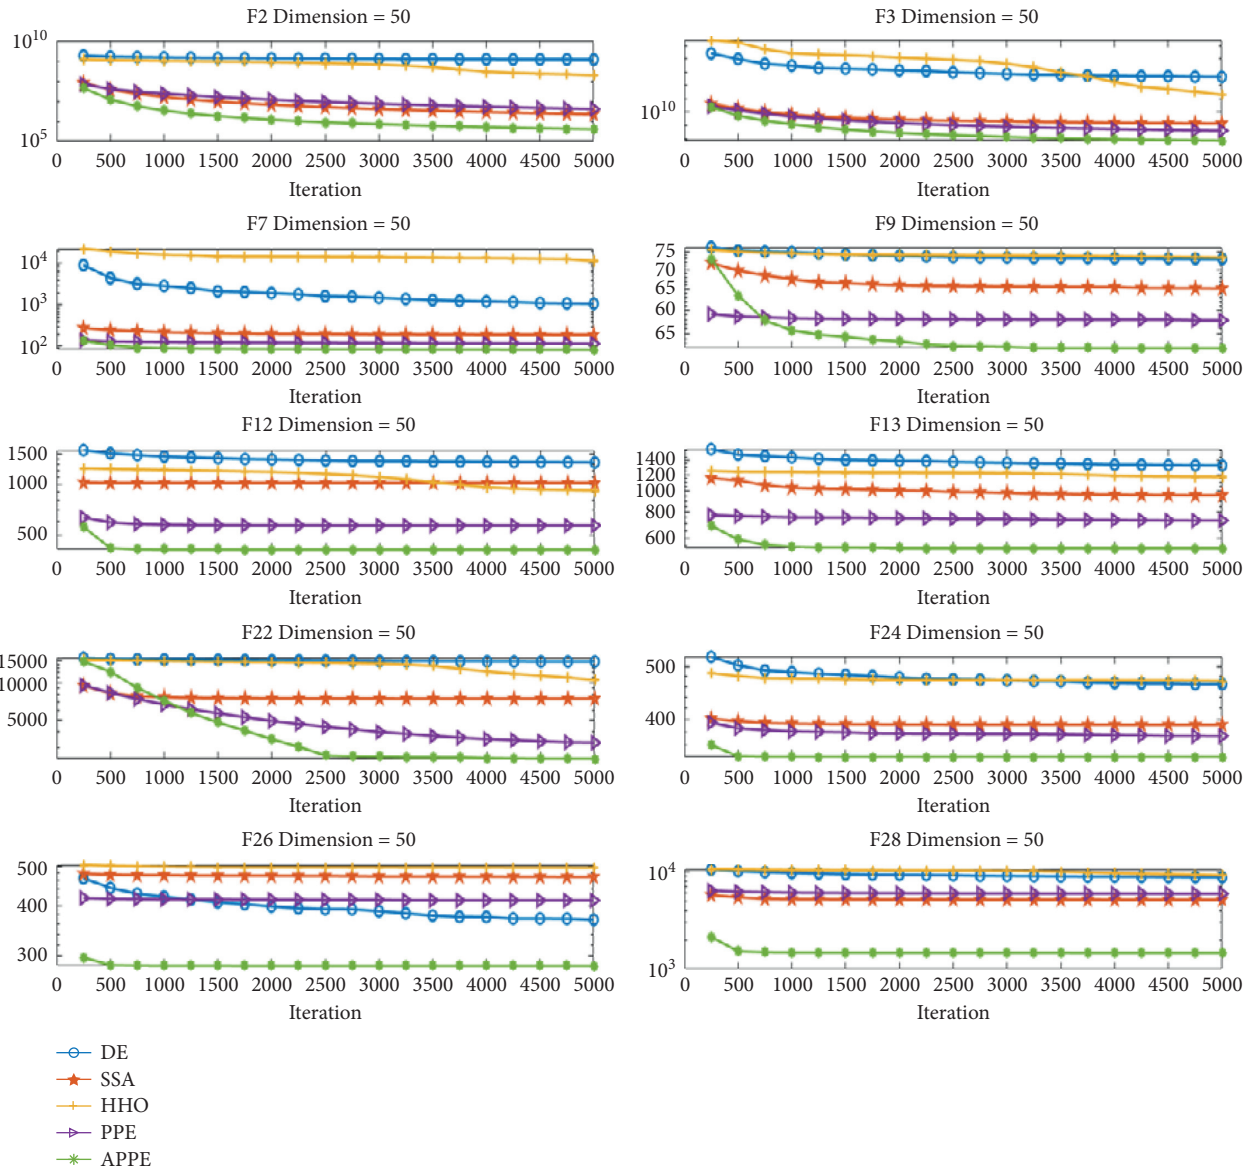 F2 Dimension = 50
10^10
10^5
0 500 1000 1500 2000 2500 3000 3500 4000 4500 5000
Iteration
F3 Dimension = 50
10^10
0 500 1000 1500 2000 2500 3000 3500 4000 4500 5000
Iteration
F7 Dimension = 50
10^4
10^3
10^2
0 500 1000 1500 2000 2500 3000 3500 4000 4500 5000
Iteration
F9 Dimension = 50
75
70
65
60
65
0 500 1000 1500 2000 2500 3000 3500 4000 4500 5000
Iteration
F12 Dimension = 50
1500
1000
500
0 500 1000 1500 2000 2500 3000 3500 4000 4500 5000
Iteration
F13 Dimension = 50
1400
1200
1000
800
600
0 500 1000 1500 2000 2500 3000 3500 4000 4500 5000
Iteration
F22 Dimension = 50
15000
10000
5000
0 500 1000 1500 2000 2500 3000 3500 4000 4500 5000
Iteration
F24 Dimension = 50
500
400
0 500 1000 1500 2000 2500 3000 3500 4000 4500 5000
Iteration
F26 Dimension = 50
500
400
300
0 500 1000 1500 2000 2500 3000 3500 4000 4500 5000
Iteration
F28 Dimension = 50
10^4
10^3
0 500 1000 1500 2000 2500 3000 3500 4000 4500 5000
Iteration
DE
SSA
HHO
PPE
APPE